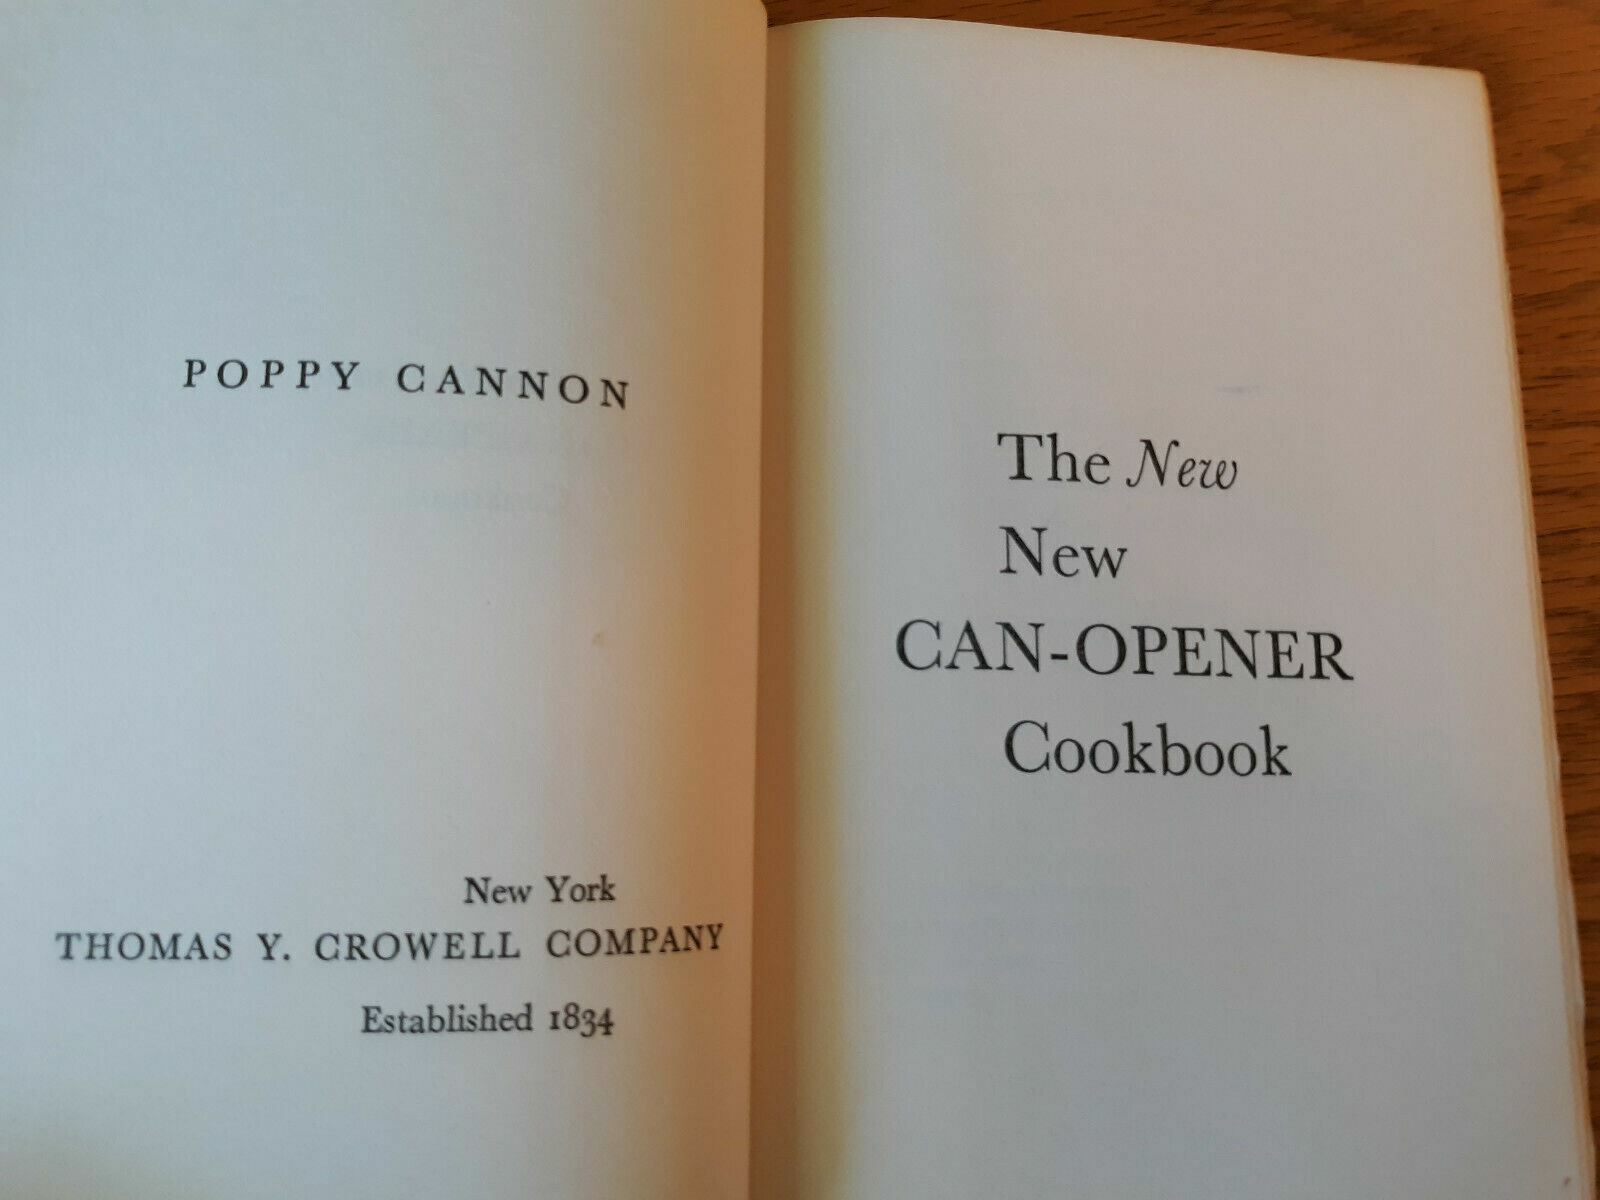 POPPY CANNON
New York
THOMAS Y. CROWELL COMPANY
Established 1834
The New
New
CAN-OPENER
Cookbook